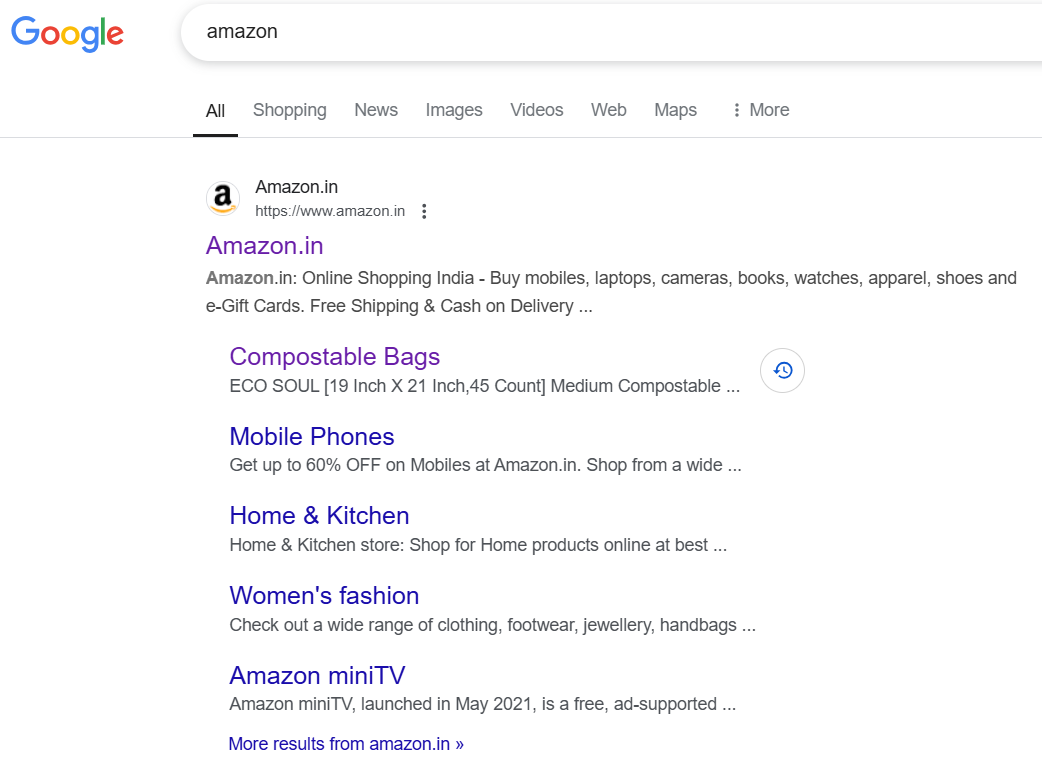 Google
amazon
All Shopping News Images Videos Web Maps More
a
Amazon.in
https://www.amazon.in
Amazon.in
Amazon.in: Online Shopping India - Buy mobiles, laptops, cameras, books, watches, apparel, shoes and
e-Gift Cards. Free Shipping & Cash on Delivery ...
Compostable Bags
ECO SOUL [19 Inch X 21 Inch,45 Count] Medium Compostable ...
Mobile Phones
Get up to 60% OFF on Mobiles at Amazon.in. Shop from a wide ...
Home & Kitchen
Home & Kitchen store: Shop for Home products online at best ...
Women's fashion
Check out a wide range of clothing, footwear, jewellery, handbags ...
Amazon miniTV
Amazon miniTV, launched in May 2021, is a free, ad-supported ...
More results from amazon.in »